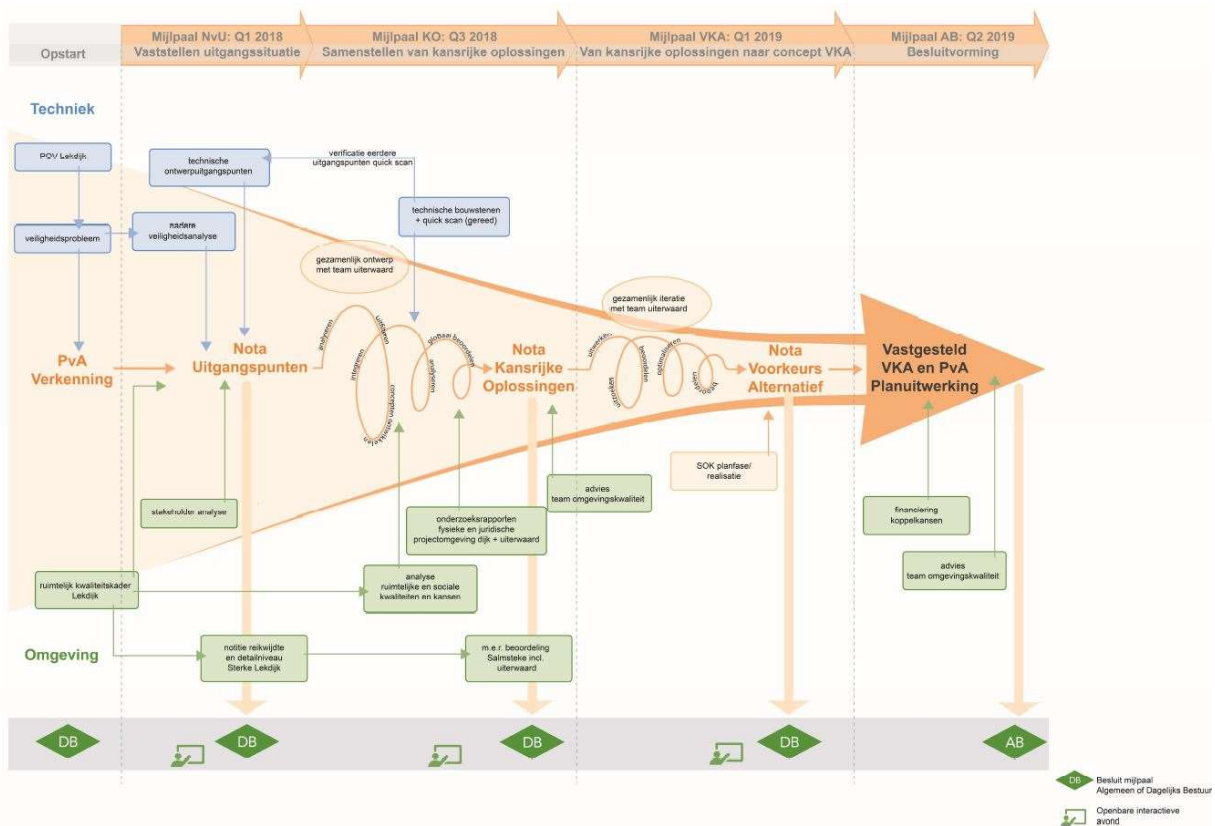 Opstart
Mijlpaal NvU: Q1 2018
Vaststellen uitgangssituatie
Mijlpaal KO: Q3 2018
Samenstellen van kansrijke oplossingen
Mijlpaal VKA: Q1 2019
Van kansrijke oplossingen naar concept VKA
Mijlpaal AB: Q2 2019
Besluitvorming
Techniek
POV Lekdijk
technische
ontwerpuitgangspunten
verificatie eerdere
uitgangspunten quick scan
technische bouwstenen
+ quick scan (gereed)
veiligheidsprobleem
nadere
veiligheidsanalyse
gezamenlijk ontwerp
met team uiterwaard
gezamenlijk iteratie
met team uiterwaard
PvA
Verkenning
Nota
Uitgangspunten
analyseren
integreren
concepten ontwikkelen
analyseren
globaal beoordelen
Nota
Kansrijke
Oplossingen
uitwerken
uitzoeken
beoordelen
optimaliseren
beoordelen
Nota
Voorkeurs
Alternatief
Vastgesteld
VKA en PvA
Planuitwerking
SOK planfase/
realisatie
advies
team omgevingskwaliteit
stakeholder analyse
onderzoeksrapporten
fysieke en juridische
projectomgeving dijk + uiterwaard
financiering
koppelkansen
advies
team omgevingskwaliteit
ruimtelijk kwaliteitskader
Lekdijk
analyse
ruimtelijke en sociale
kwaliteiten en kansen
Omgeving
notitie reikwijdte
en detailniveau
Sterke Lekdijk
m.e.r. beoordeling
Salmsteke incl.
uiterwaard
DB
DB
DB
DB
AB
DB
Besluit mijlpaal
Algemeen of Dagelijks Bestuur
Openbare interactieve
avond